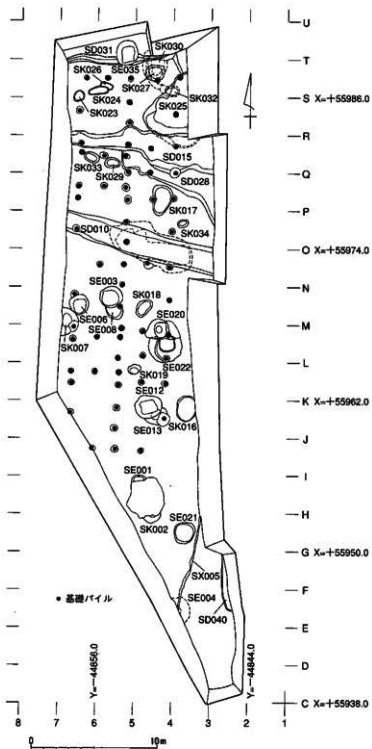 U
SD031
SK030
T
SK026
SE035
SK027
SK024
SK032
S X=+55986.0
SK023
SK025
R
SD015
SK033
Q
SK029
SD028
SK017
P
SK034
SD010
O X=+55974.0
N
SE003
SK018
SE020
SE006
M
SE008
SK007
SE022
L
SK019
SE012
K X=+55962.0
SE013
SK016
J
SE001
I
H
SK002
SE021
G X=+55950.0
SX005
F
• 基礎パイル
SE004
E
SD040
Y=-44856.0
Y=-44844.0
D
C X=+55938.0
8 7 6 5 4 3 2 1
0 10m